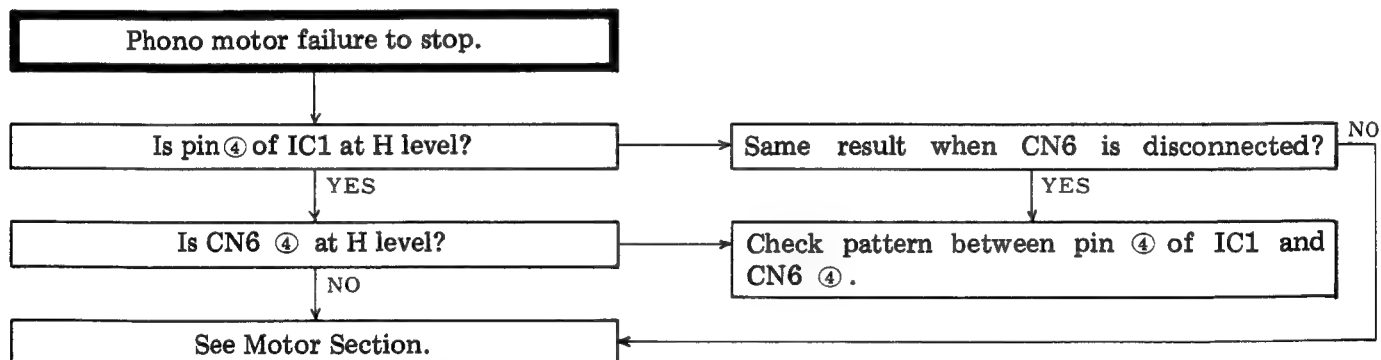 Phono motor failure to stop.
Is pin ④ of IC1 at H level?
Same result when CN6 is disconnected?
NO
YES
YES
Is CN6 ④ at H level?
Check pattern between pin ④ of IC1 and
CN6 ④.
NO
See Motor Section.